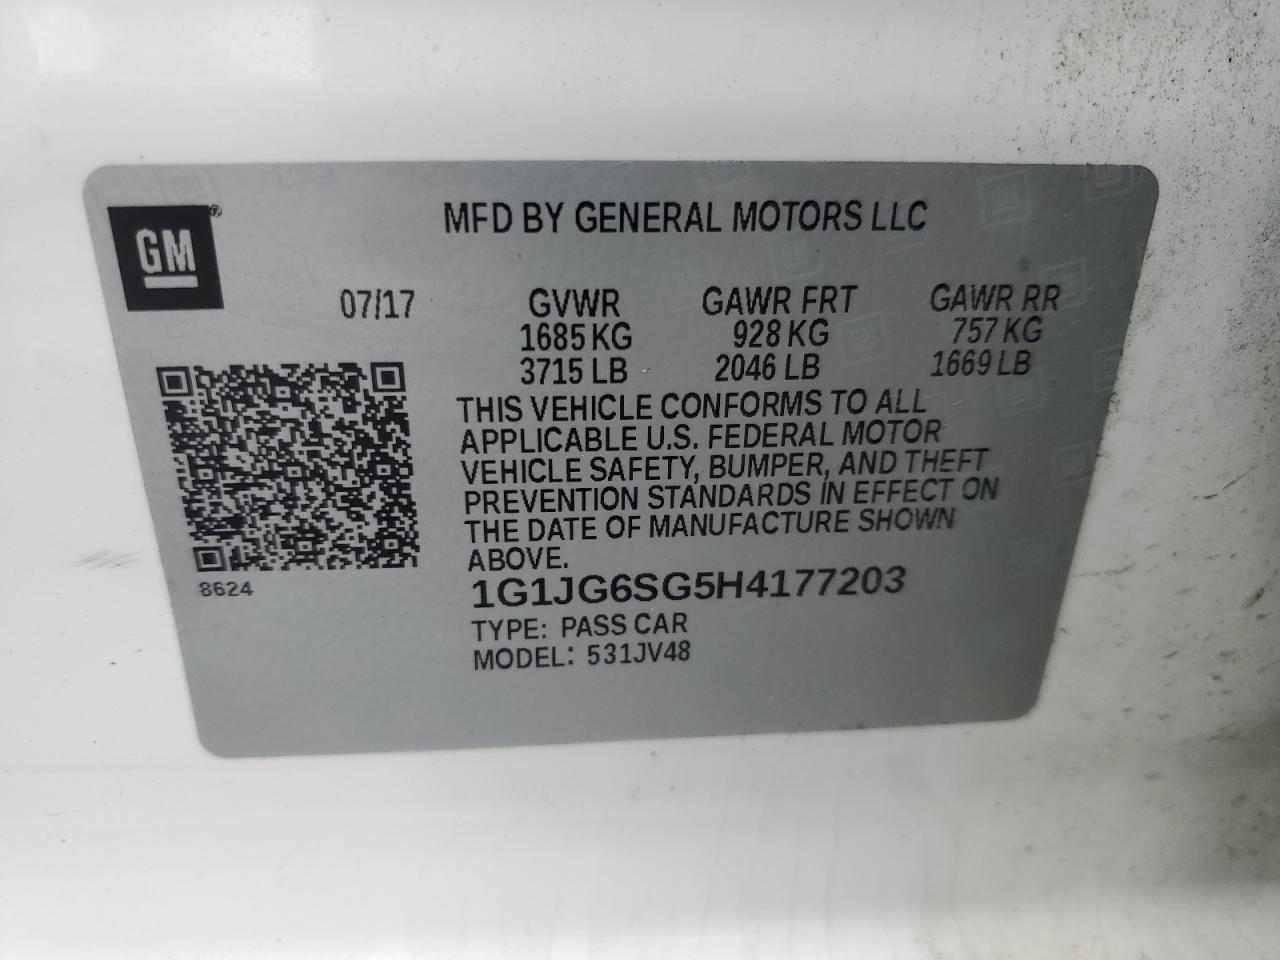 GM
MFD BY GENERAL MOTORS LLC
07/17 GVWR GAWR FRT GAWR RR
1685 KG 928 KG 757 KG
3715 LB 2046 LB 1669 LB
THIS VEHICLE CONFORMS TO ALL
APPLICABLE U.S. FEDERAL MOTOR
VEHICLE SAFETY, BUMPER, AND THEFT
PREVENTION STANDARDS IN EFFECT ON
THE DATE OF MANUFACTURE SHOWN
ABOVE.
8624
1G1JG6SG5H4177203
TYPE: PASS CAR
MODEL: 531JV48